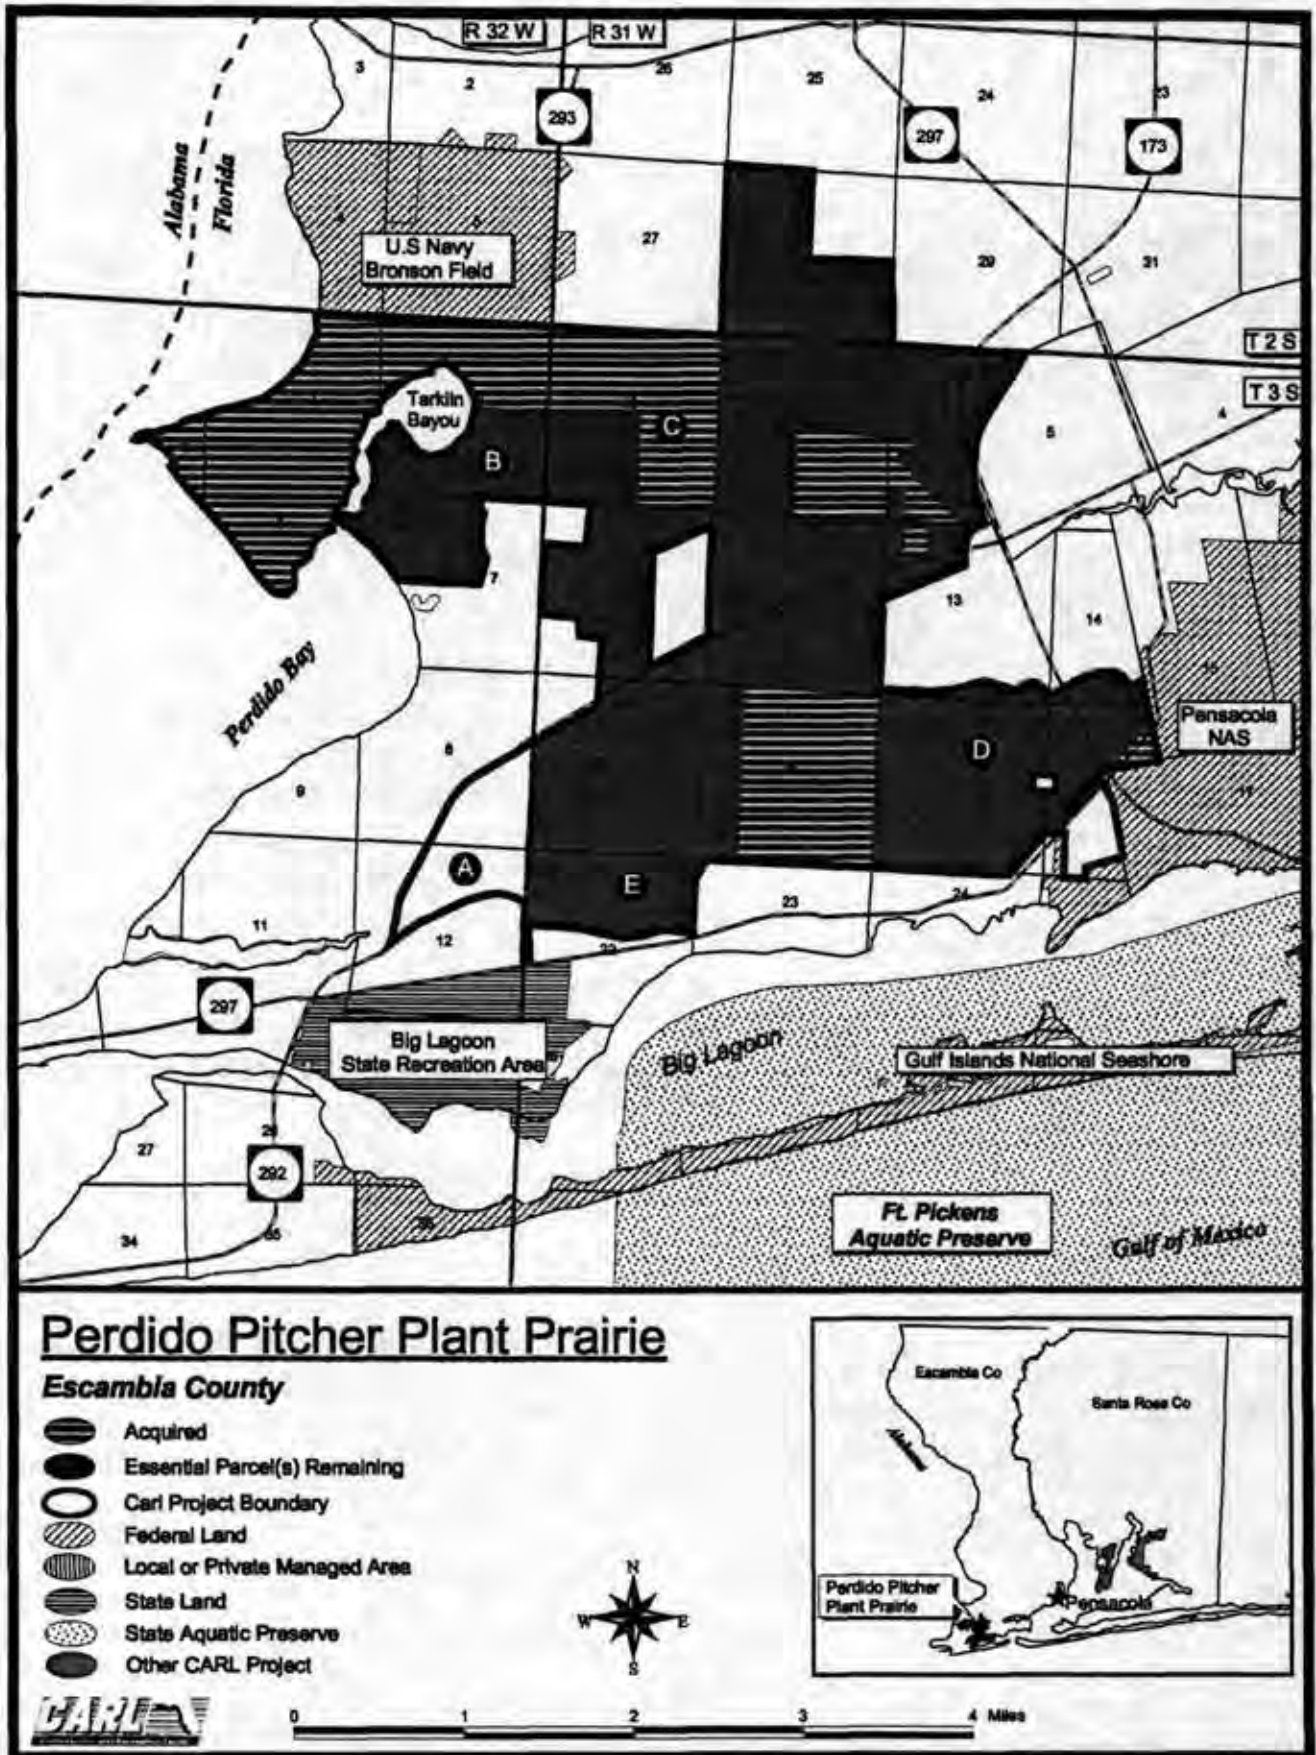 R 32 W
R 31 W
3
2
26
25
24
23
293
297
173
Alabama
Florida
U.S Navy
Bronson Field
27
29
31
T 2 S
T 3 S
Tarkiln
Bayou
C
B
5
4
7
13
14
Perdido Bay
Pensacola
NAS
8
D
9
17
A
E
11
12
23
24
22
297
Big Lagoon
State Recreation Area
Big Lagoon
Gulf Islands National Seashore
27
292
34
35
Ft. Pickens
Aquatic Preserve
Gulf of Mexico
Perdido Pitcher Plant Prairie
Escambia County
Acquired
Essential Parcel(s) Remaining
Carl Project Boundary
Federal Land
Local or Private Managed Area
State Land
State Aquatic Preserve
Other CARL Project
N
W
E
S
Escambia Co
Santa Rosa Co
Alabama
Perdido Pitcher
Plant Prairie
Pensacola
CARL
0 1 2 3 4 Miles